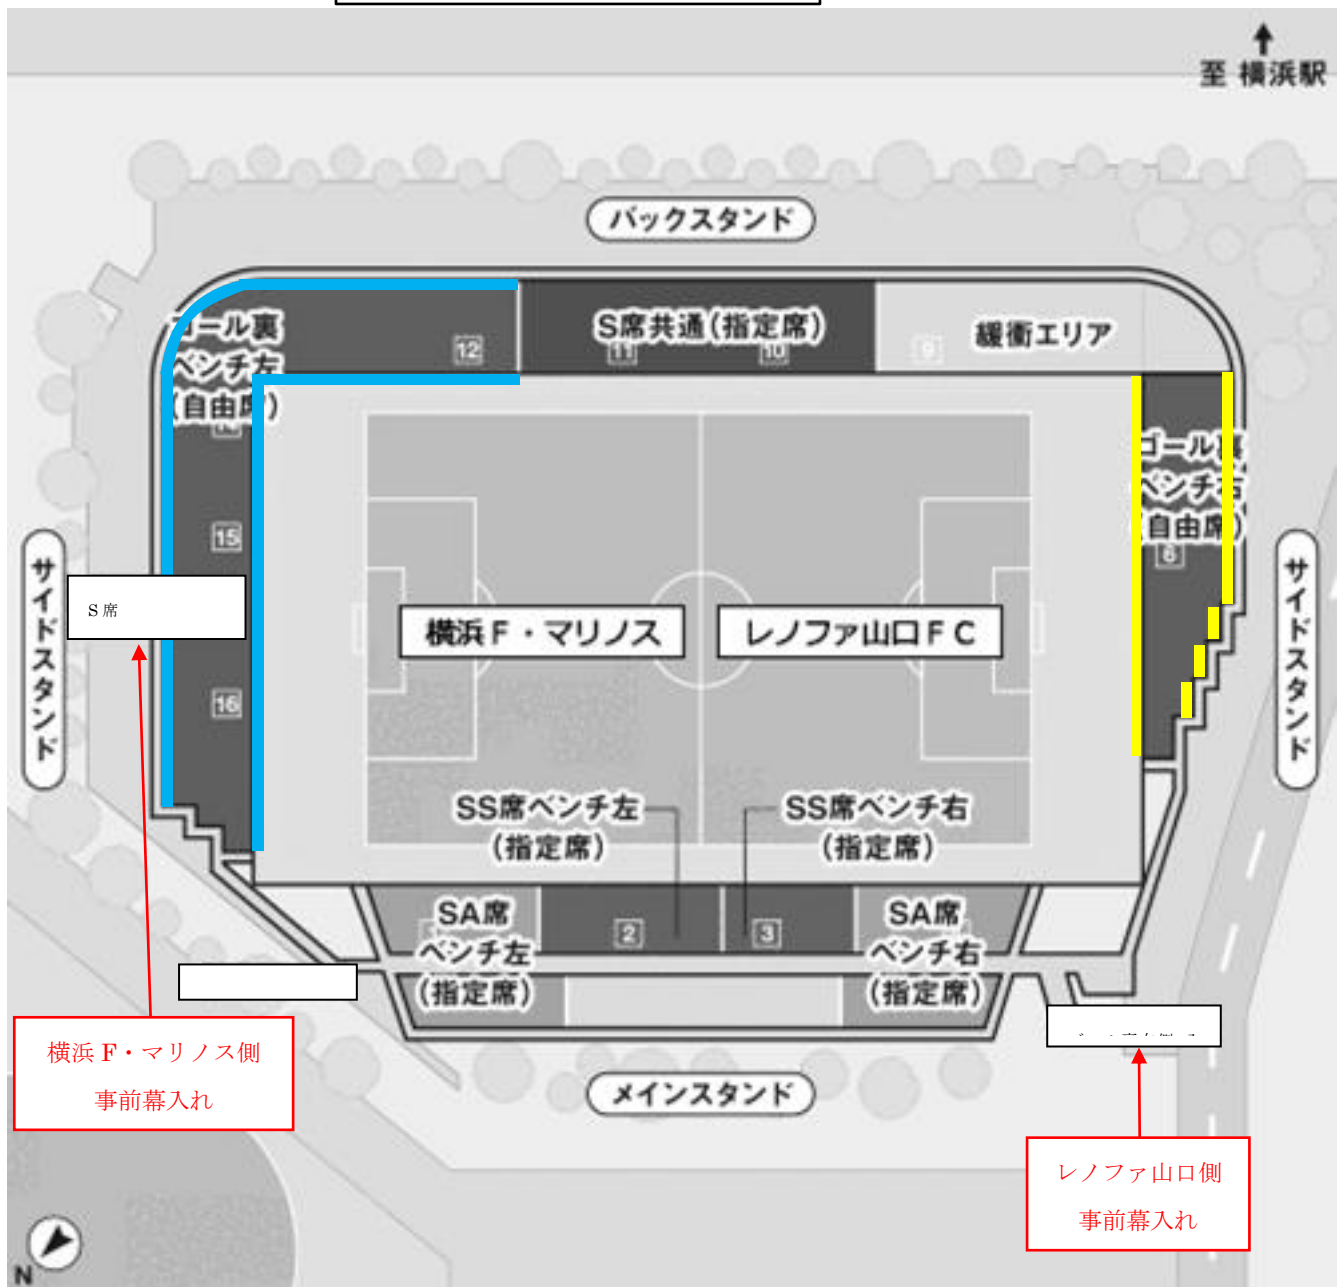 至 横浜駅
バックスタンド
ゴール裏
ベンチ左
(自由席)
12
S席共通(指定席)
11
10
9
緩衝エリア
ゴール裏
ベンチ右
(自由席)
15
16
サイドスタンド
S席
横浜F・マリノス
レノファ山口FC
サイドスタンド
SS席ベンチ左
(指定席)
SS席ベンチ右
(指定席)
SA席
ベンチ左
(指定席)
2
3
SA席
ベンチ右
(指定席)
メインスタンド
横浜F・マリノス側
事前幕入れ
レノファ山口側
事前幕入れ
N